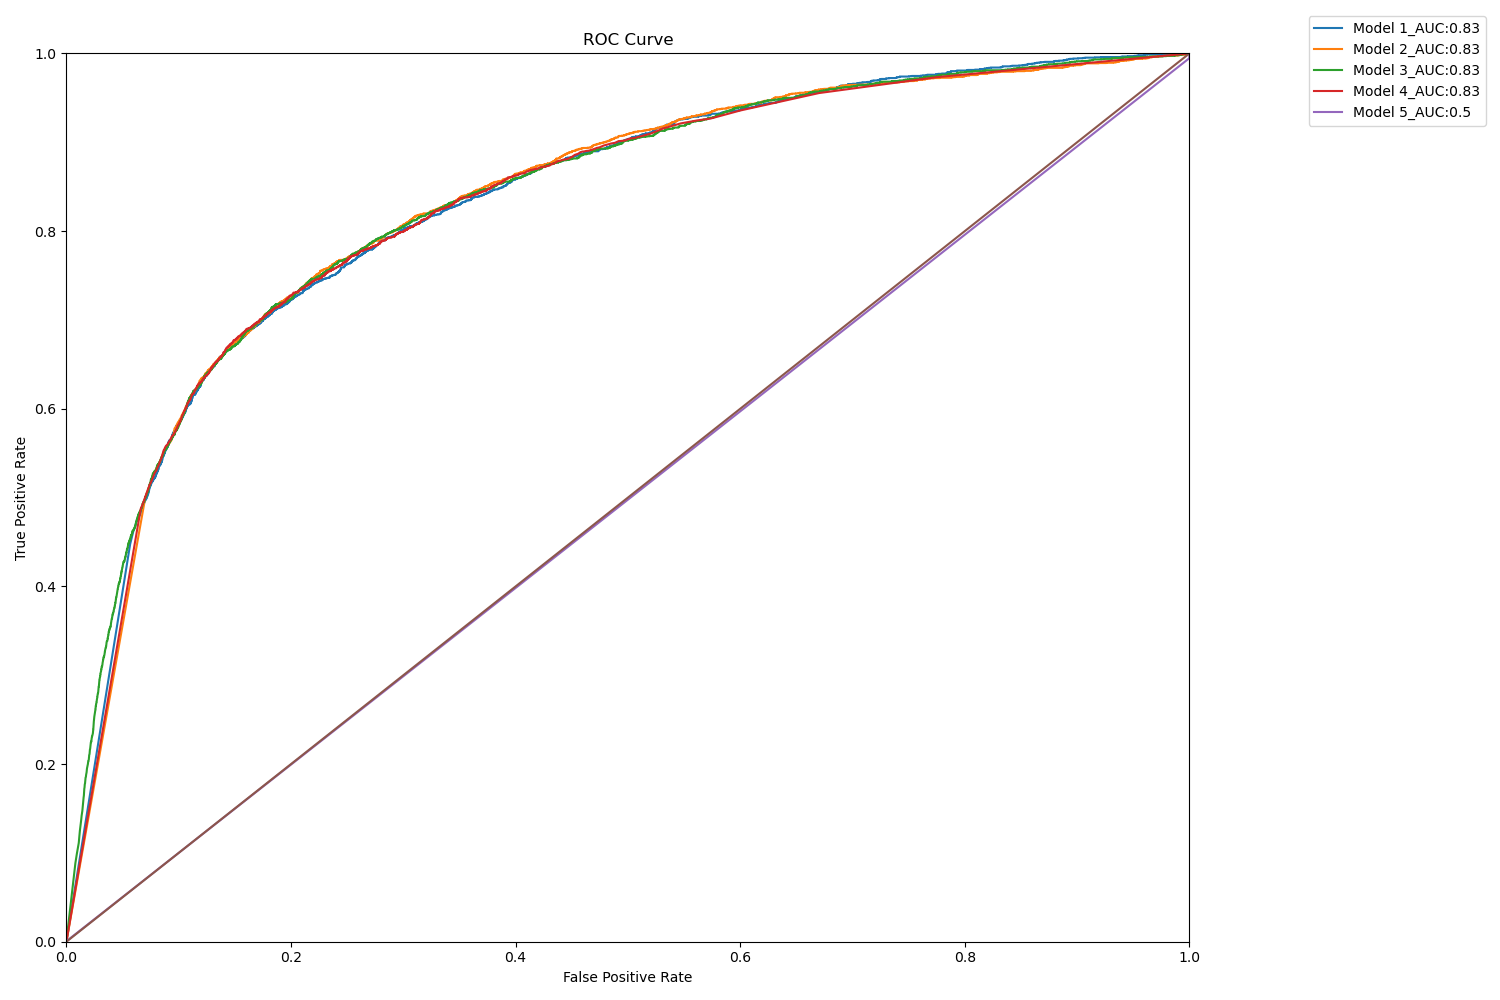 ROC Curve
Model 1_AUC:0.83
Model 2_AUC:0.83
Model 3_AUC:0.83
Model 4_AUC:0.83
Model 5_AUC:0.5
1.0
0.8
0.6
0.4
0.2
0.0
True Positive Rate
0.0 0.2 0.4 0.6 0.8 1.0
False Positive Rate